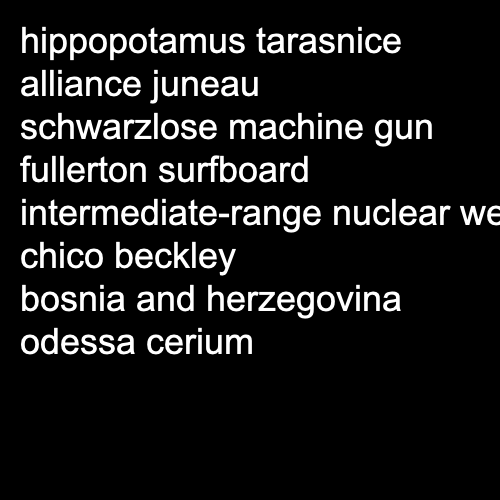 hippopotamus tarasnice
alliance juneau
schwarzlose machine gun
fullerton surfboard
intermediate-range nuclear we
chico beckley
bosnia and herzegovina
odessa cerium